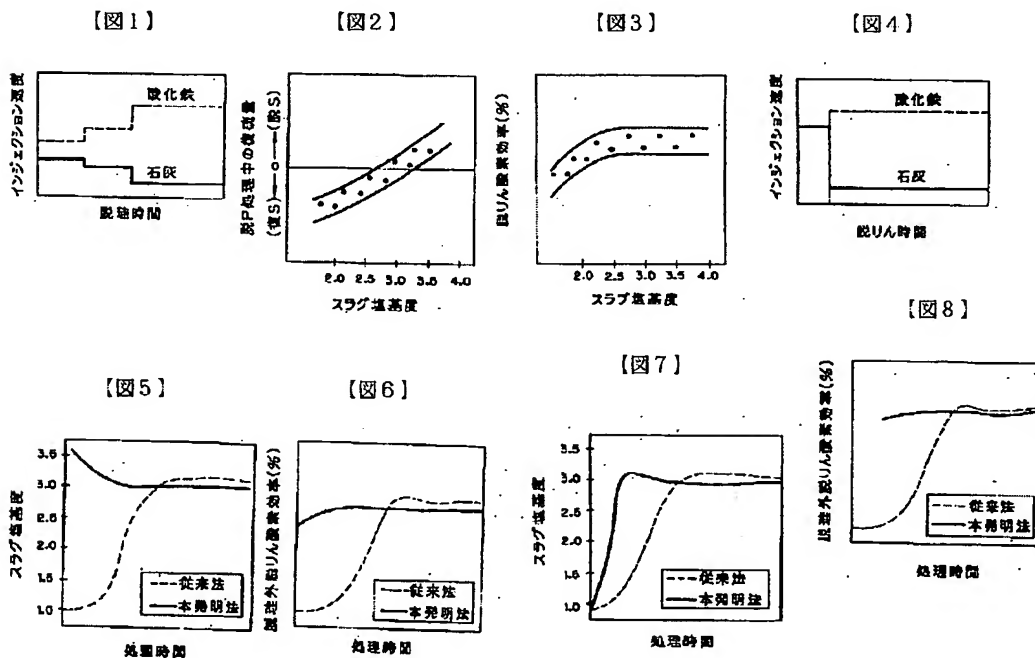 【図1】
インジェクション速度
酸化鉄
石灰
脱珪時間
【図2】
脱P処理中の復硫量
(復S)—0—(脱S)
2.0 2.5 3.0 3.5 4.0
スラグ塩基度
【図3】
脱りん酸素効率(%)
2.0 2.5 3.0 3.5 4.0
スラブ塩基度
【図4】
インジェクション速度
酸化鉄
石灰
脱りん時間
【図5】
スラグ塩基度
3.5
3.0
2.5
2.0
1.5
1.0
従来法
本発明法
処理時間
【図6】
脱珪外脱りん酸素効率(%)
従来法
本発明法
処理時間
【図7】
スラグ塩基度
3.5
3.0
2.5
2.0
1.5
1.0
従来法
本発明法
処理時間
【図8】
脱珪外脱りん酸素効率(%)
従来法
本発明法
処理時間